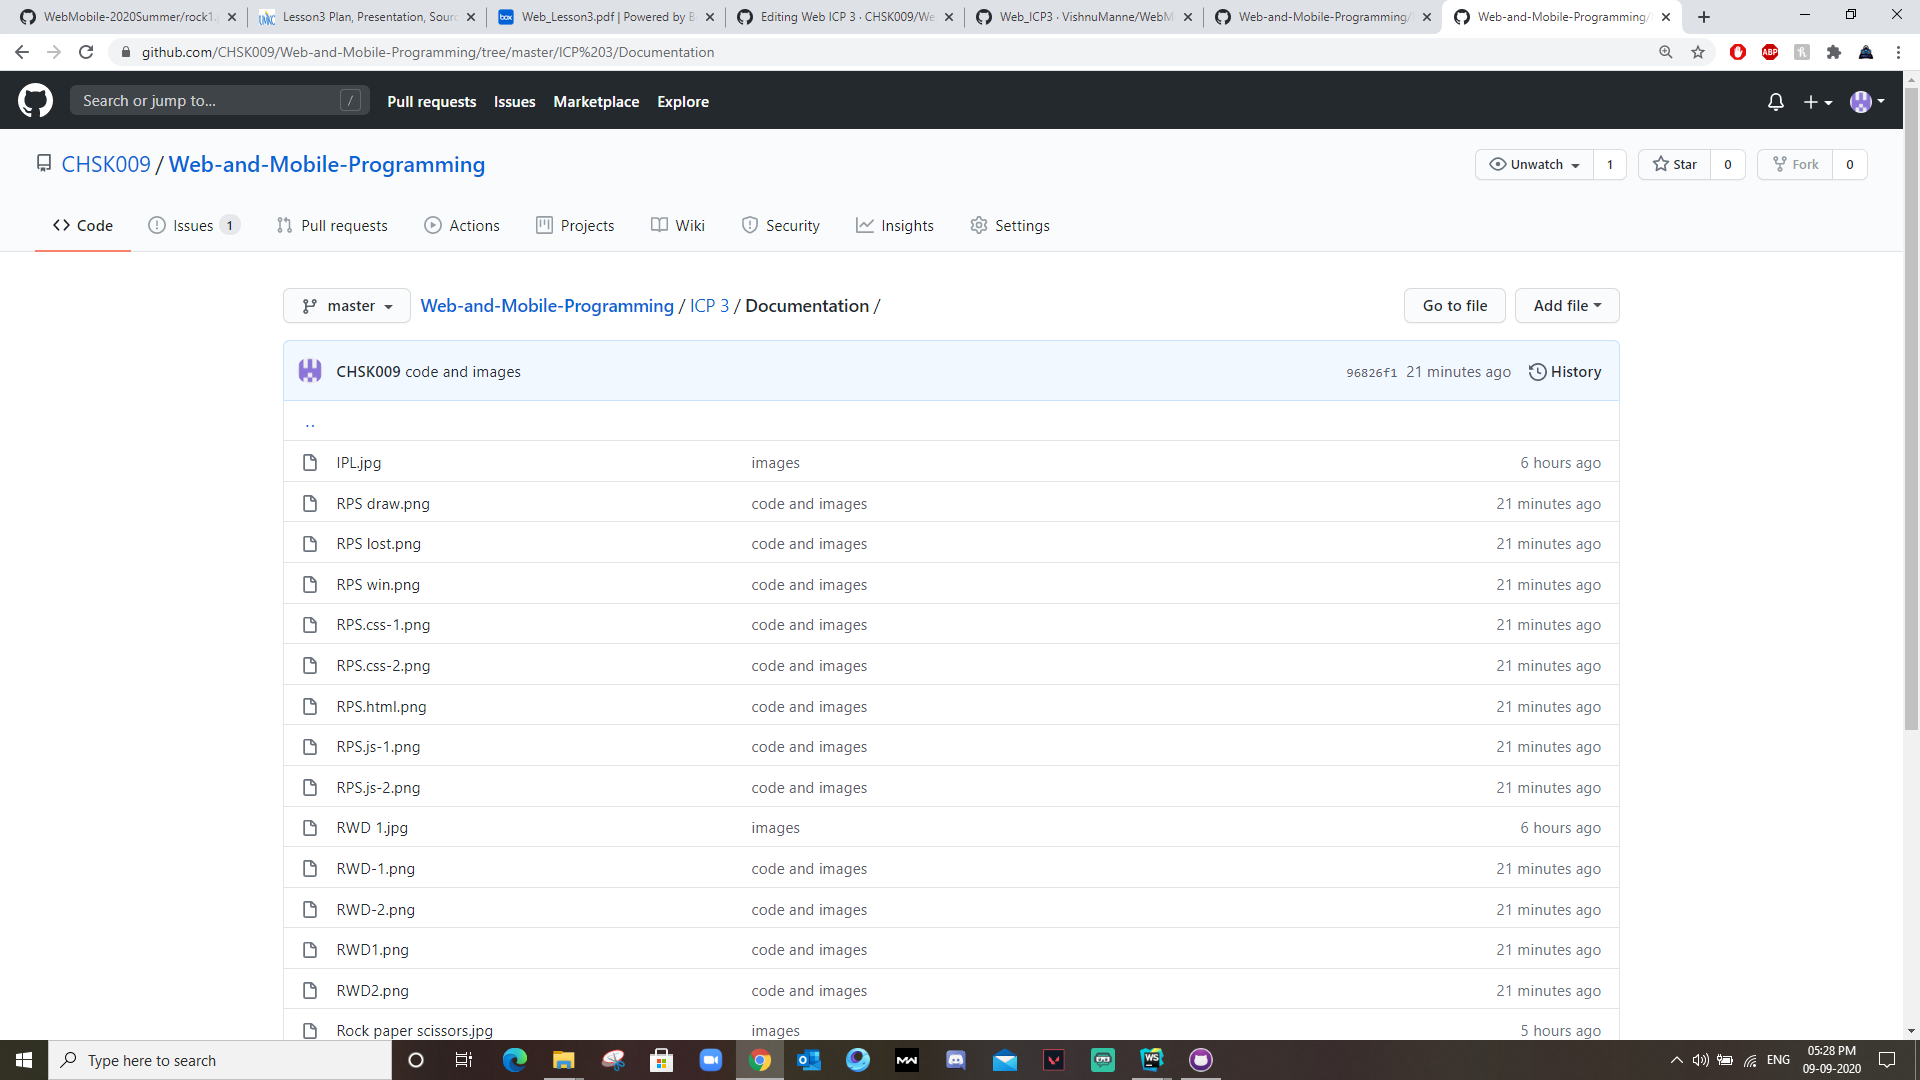 WebMobile-2020Summer/rock1. Lesson3 Plan, Presentation, Sourc Web_Lesson3.pdf | Powered by B Editing Web ICP 3 · CHSK009/We Web_ICP3 · VishnuManne/WebM Web-and-Mobile-Programming/ Web-and-Mobile-Programming/
github.com/CHSK009/Web-and-Mobile-Programming/tree/master/ICP%203/Documentation
Search or jump to... / Pull requests Issues Marketplace Explore
CHSK009 / Web-and-Mobile-Programming Unwatch 1 Star 0 Fork 0
Code Issues 1 Pull requests Actions Projects Wiki Security Insights Settings
master Web-and-Mobile-Programming / ICP 3 / Documentation / Go to file Add file
CHSK009 code and images 96826f1 21 minutes ago History
..
IPL.jpg images 6 hours ago
RPS draw.png code and images 21 minutes ago
RPS lost.png code and images 21 minutes ago
RPS win.png code and images 21 minutes ago
RPS.css-1.png code and images 21 minutes ago
RPS.css-2.png code and images 21 minutes ago
RPS.html.png code and images 21 minutes ago
RPS.js-1.png code and images 21 minutes ago
RPS.js-2.png code and images 21 minutes ago
RWD 1.jpg images 6 hours ago
RWD-1.png code and images 21 minutes ago
RWD-2.png code and images 21 minutes ago
RWD1.png code and images 21 minutes ago
RWD2.png code and images 21 minutes ago
Rock paper scissors.jpg images 5 hours ago
Type here to search ENG 05:28 PM
09-09-2020